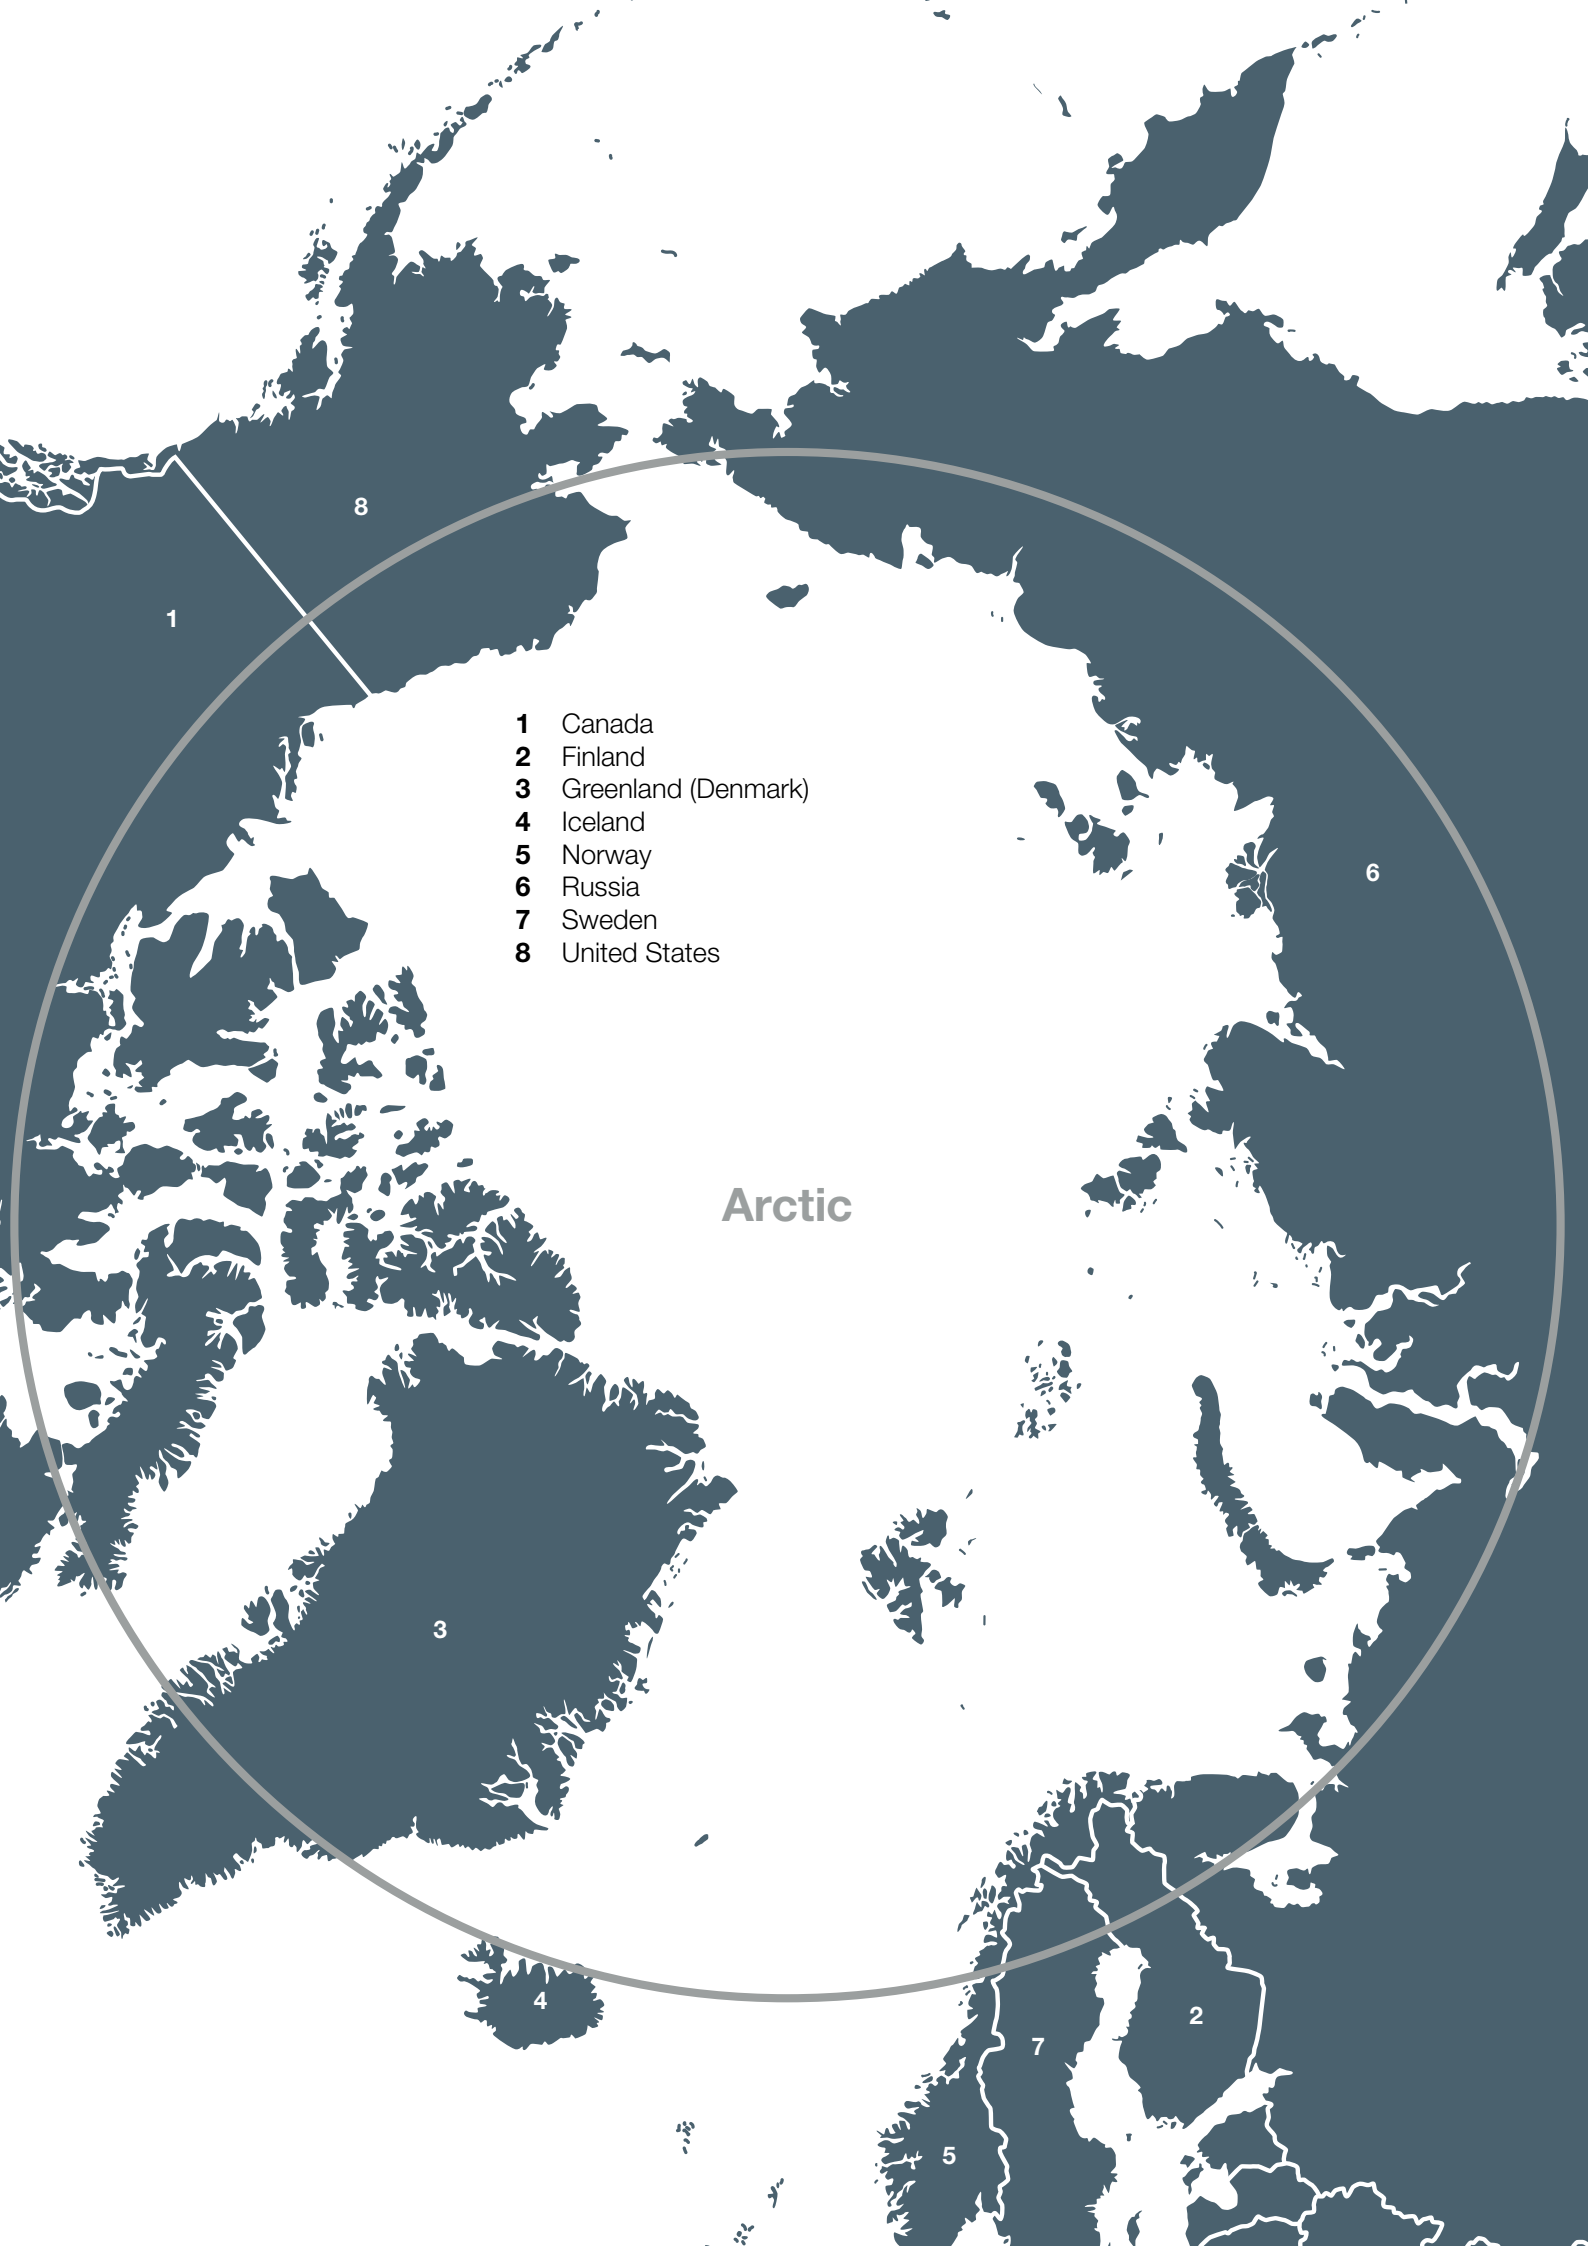 8
1
1 Canada
2 Finland
3 Greenland (Denmark)
4 Iceland
5 Norway
6 Russia
7 Sweden
8 United States
6
Arctic
3
4
2
7
5